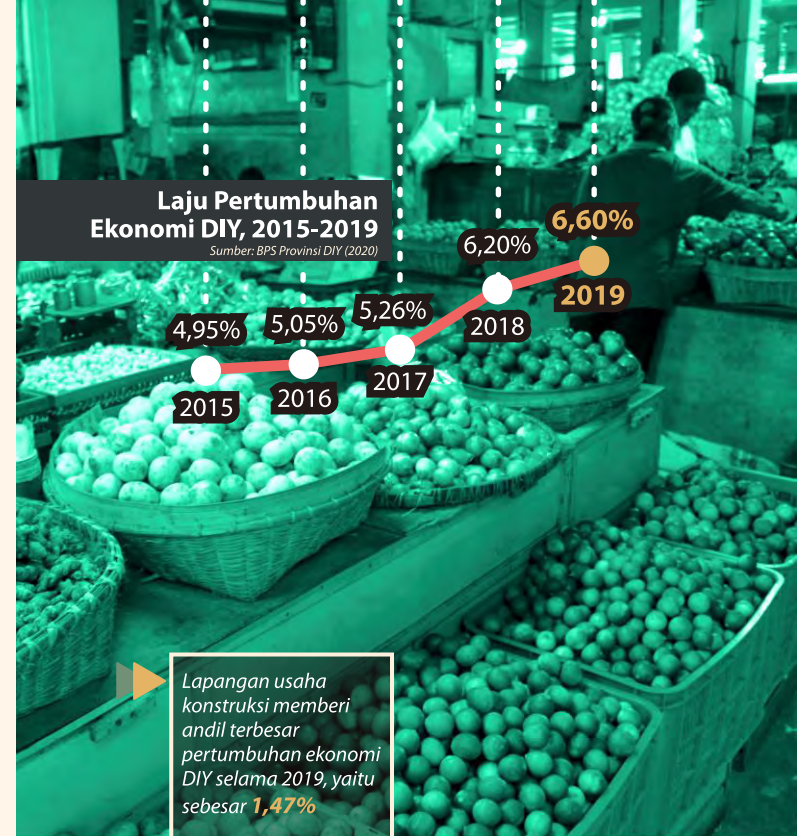 Laju Pertumbuhan
Ekonomi DIY, 2015-2019
Sumber: BPS Provinsi DIY (2020)
4,95%
2015
5,05%
2016
5,26%
2017
6,20%
2018
6,60%
2019
Lapangan usaha
konstruksi memberi
andil terbesar
pertumbuhan ekonomi
DIY selama 2019, yaitu
sebesar 1,47%